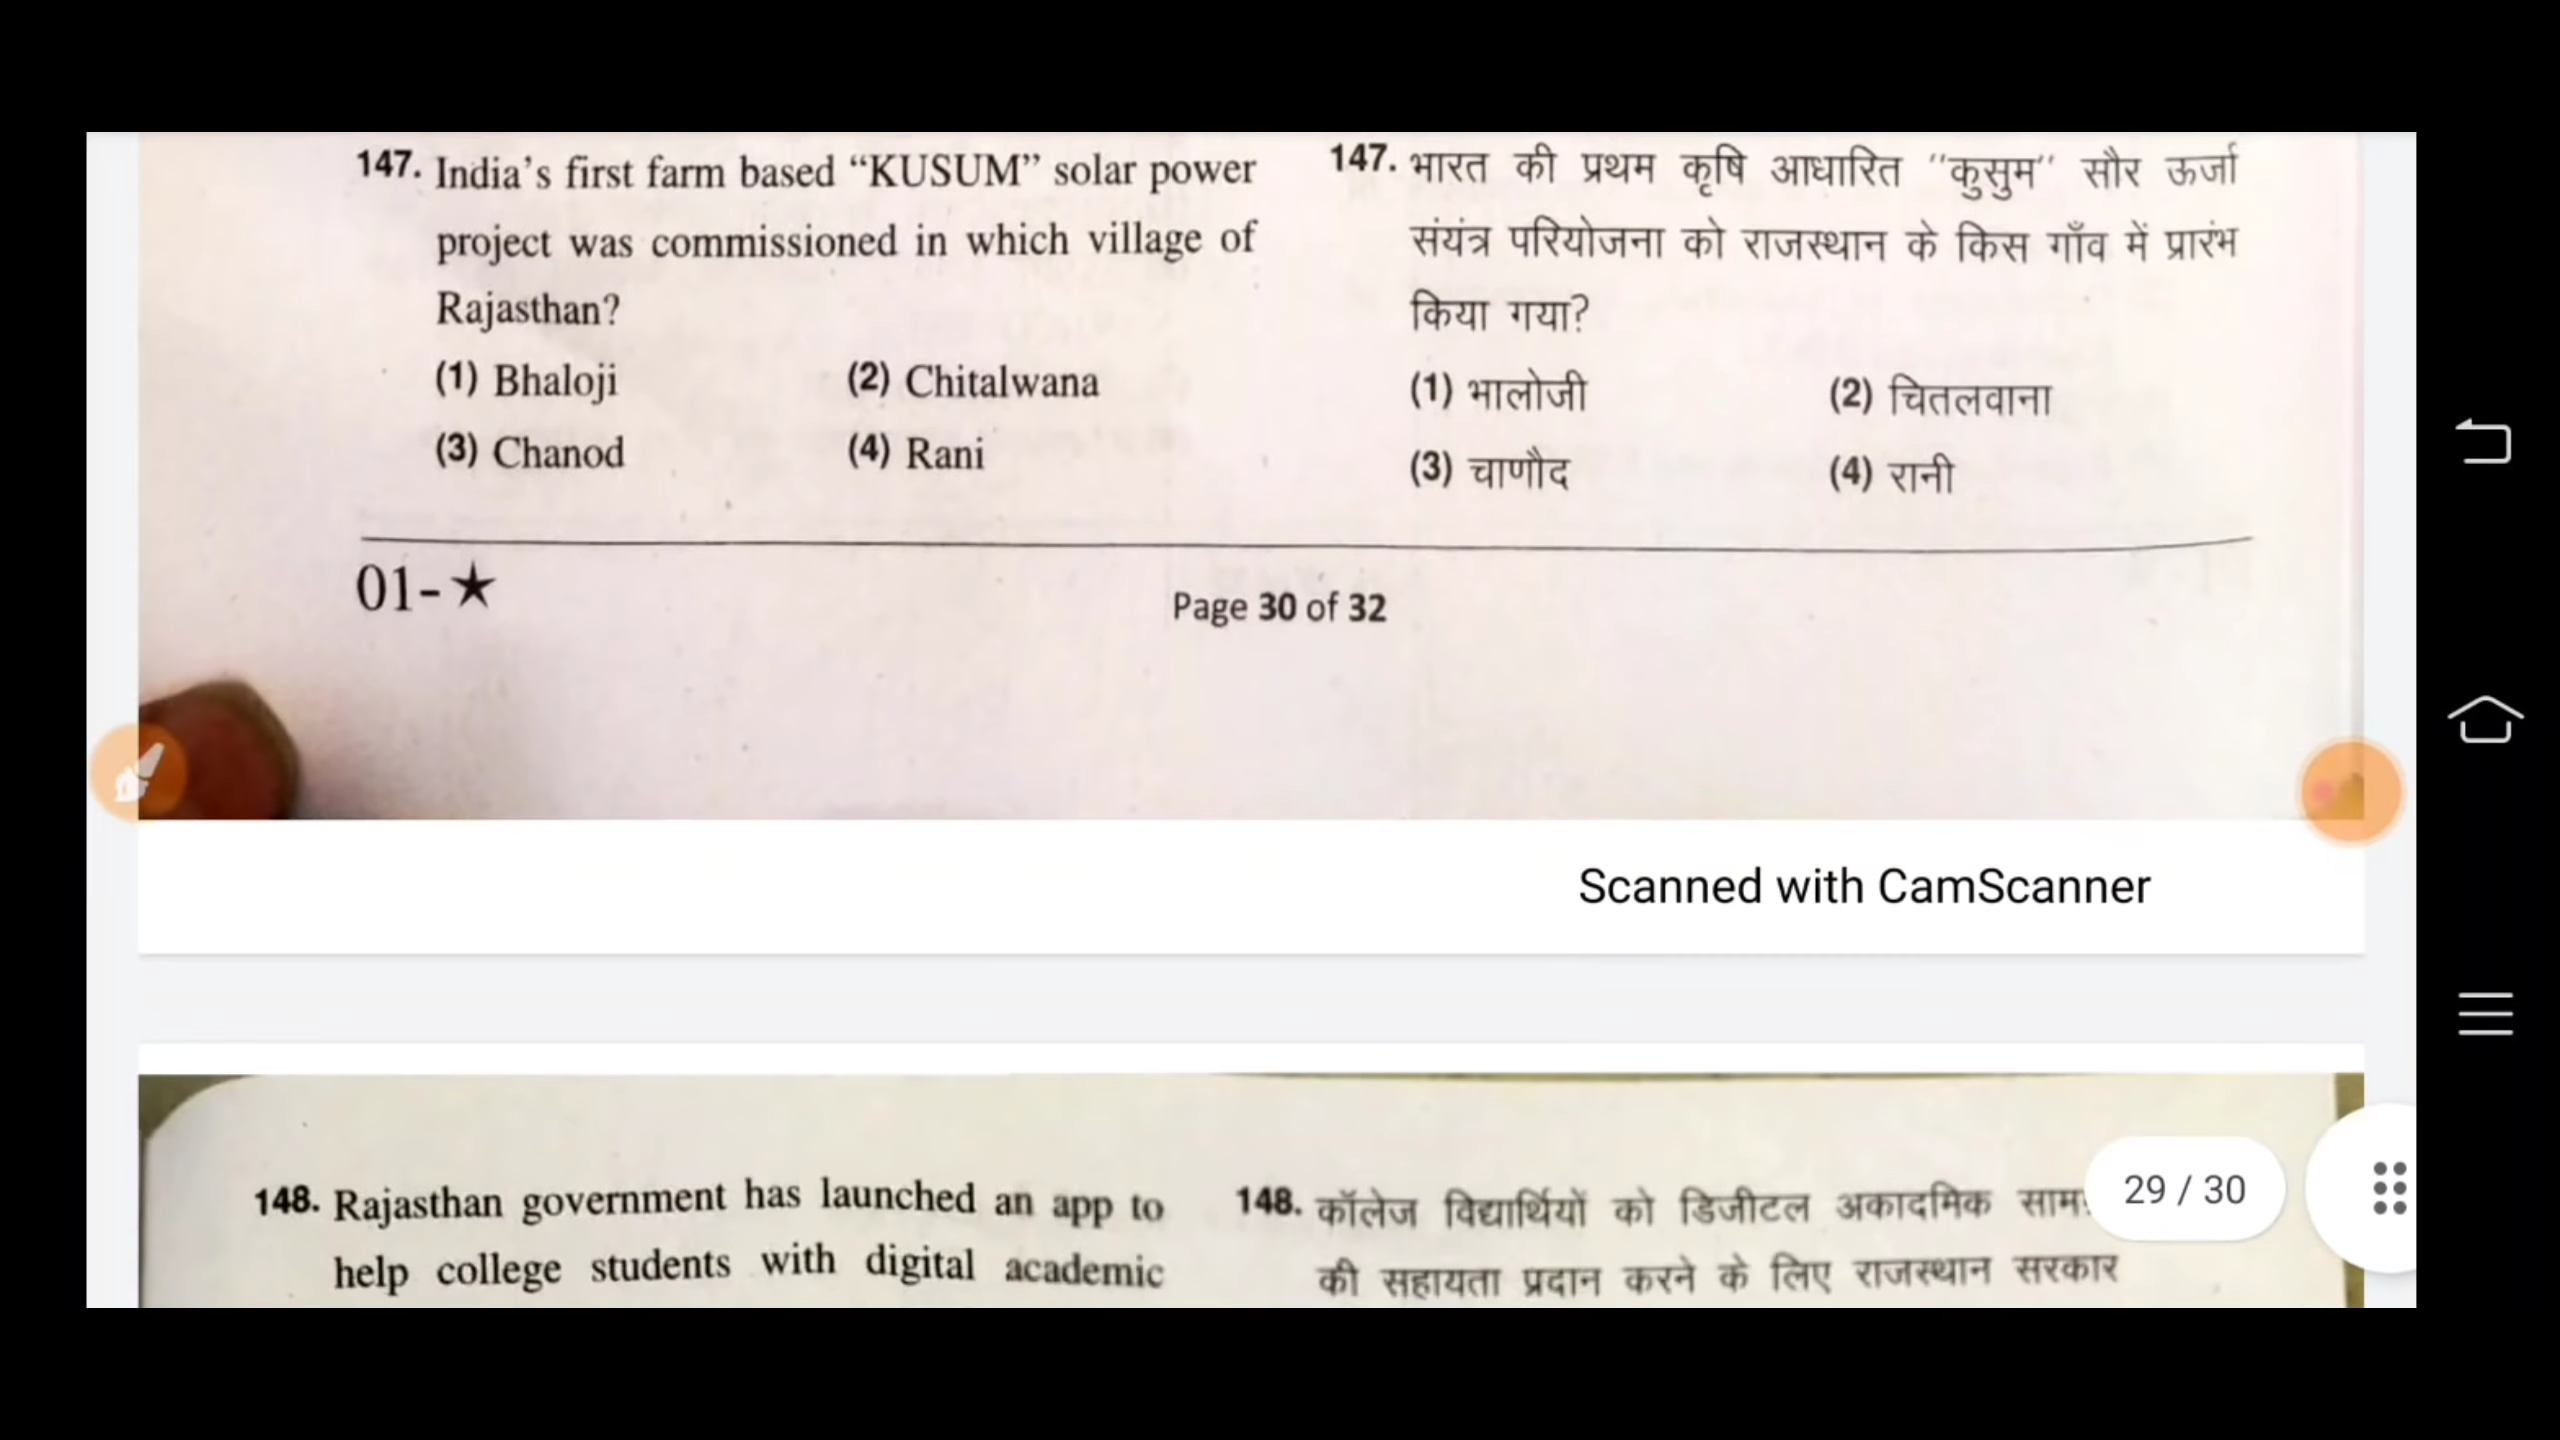 147. India's first farm based “KUSUM” solar power
project was commissioned in which village of
Rajasthan?
(1) Bhaloji (2) Chitalwana
(3) Chanod (4) Rani
147. भारत की प्रथम कृषि आधारित ''कुसुम'' सौर ऊर्जा
संयंत्र परियोजना को राजस्थान के किस गाँव में प्रारंभ
किया गया?
(1) भालोजी (2) चितलवाना
(3) चाणौद (4) रानी
01-★
Page 30 of 32
Scanned with CamScanner
148. Rajasthan government has launched an app to
help college students with digital academic
148. कॉलेज विद्यार्थियों को डिजीटल अकादमिक
की सहायता प्रदान करने के लिए राजस्थान सरकार
29 / 30